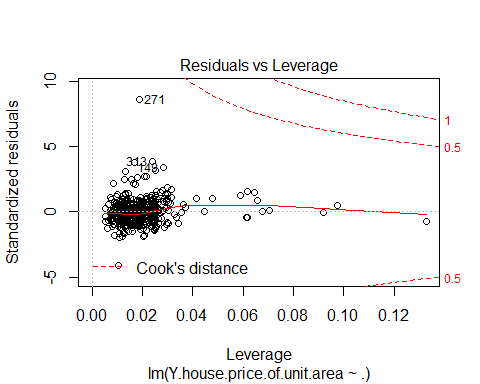 Residuals vs Leverage
Standardized residuals
10
5
0
-5
271
313
149
1
0.5
0.5
Cook's distance
0.00 0.02 0.04 0.06 0.08 0.10 0.12
Leverage
lm(Y.house.price.of.unit.area ~ .)